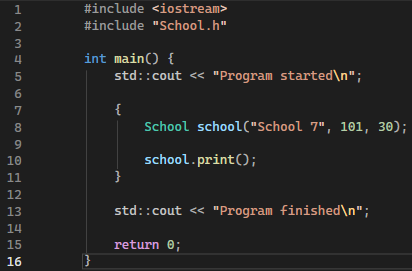 1 #include <iostream>
2 #include "School.h"
3
4 int main() {
5     std::cout << "Program started\n";
6
7     {
8         School school("School 7", 101, 30);
9
10         school.print();
11     }
12
13     std::cout << "Program finished\n";
14
15     return 0;
16 }